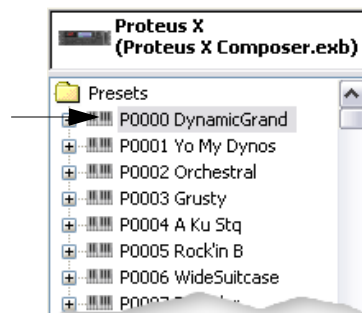 Proteus X
(Proteus X Composer.exb)
Presets
P0000 DynamicGrand
P0001 Yo My Dynos
P0002 Orchestral
P0003 Grusty
P0004 A Ku Stq
P0005 Rock'in B
P0006 WideSuitcase